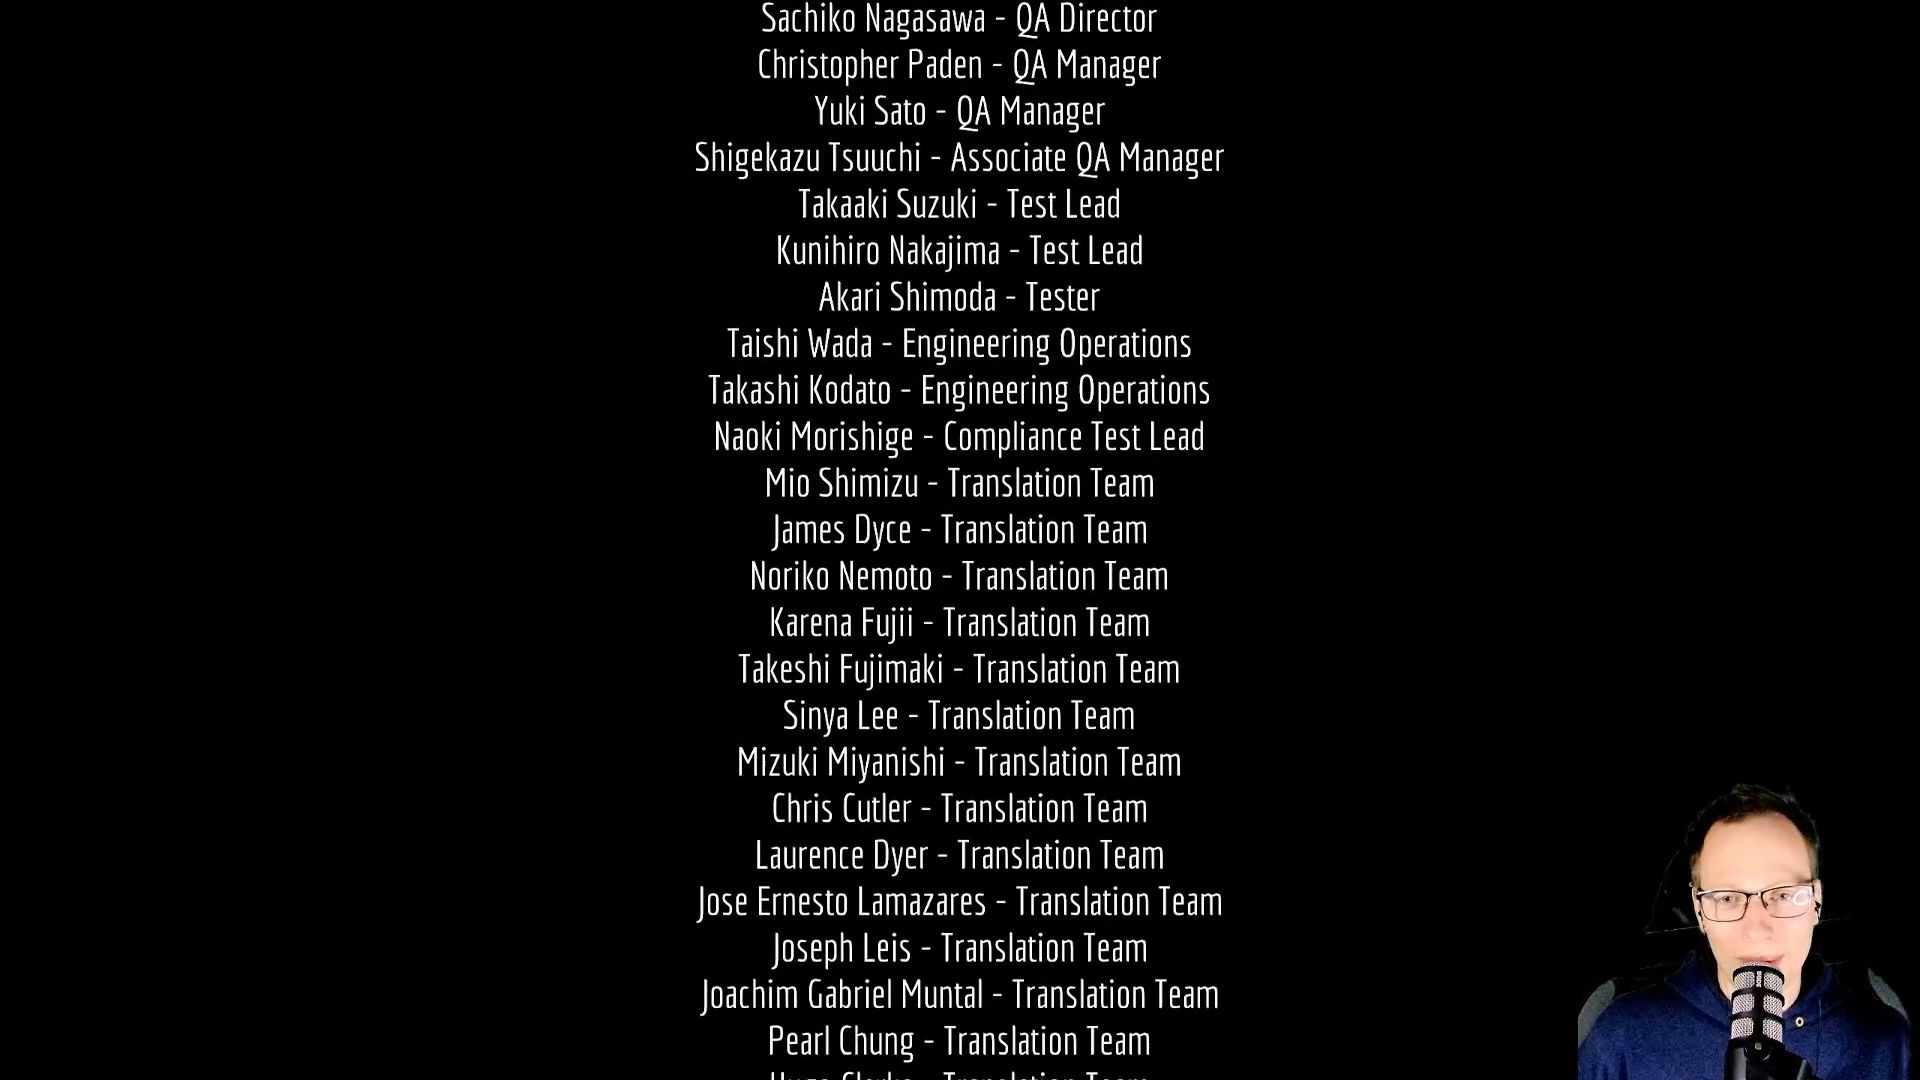 Sachiko Nagasawa - QA Director
Christopher Paden - QA Manager
Yuki Sato - QA Manager
Shigekazu Tsuuchi - Associate QA Manager
Takaaki Suzuki - Test Lead
Kunihiro Nakajima - Test Lead
Akari Shimoda - Tester
Taishi Wada - Engineering Operations
Takashi Kodato - Engineering Operations
Naoki Morishige - Compliance Test Lead
Mio Shimizu - Translation Team
James Dyce - Translation Team
Noriko Nemoto - Translation Team
Karena Fujii - Translation Team
Takeshi Fujimaki - Translation Team
Sinya Lee - Translation Team
Mizuki Miyanishi - Translation Team
Chris Cutler - Translation Team
Laurence Dyer - Translation Team
Jose Ernesto Lamazares - Translation Team
Joseph Leis - Translation Team
Joachim Gabriel Muntal - Translation Team
Pearl Chung - Translation Team
- Translation Team